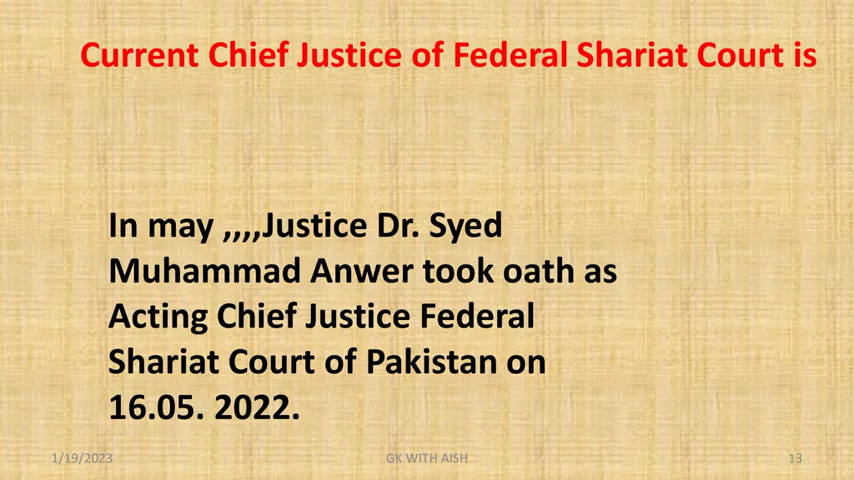 Current Chief Justice of Federal Shariat Court is
In may ,,,,Justice Dr. Syed
Muhammad Anwer took oath as
Acting Chief Justice Federal
Shariat Court of Pakistan on
16.05. 2022.
1/19/2023 GK WITH AISH 13